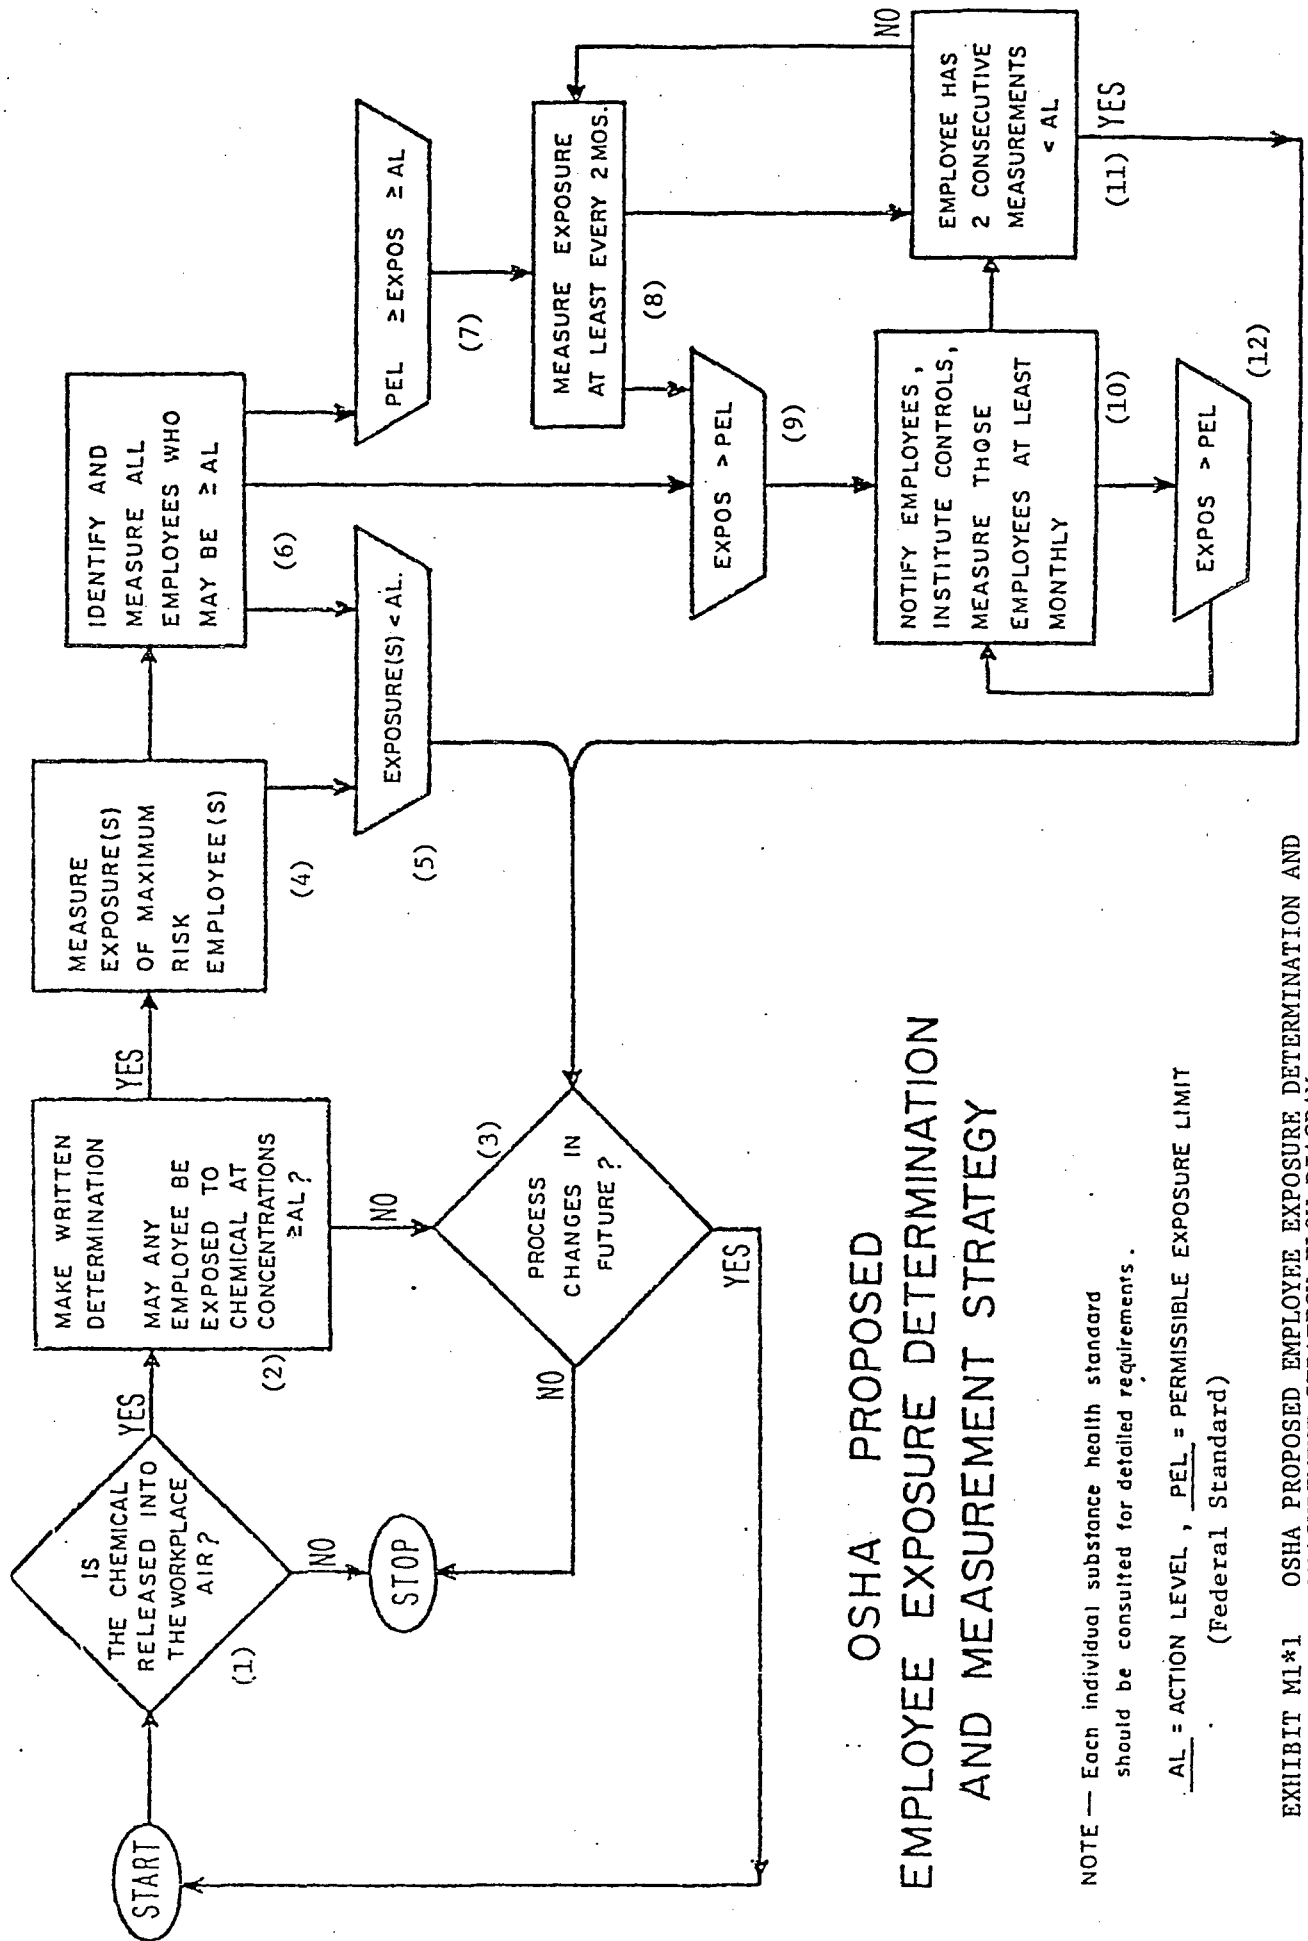 START
IS
THE CHEMICAL
RELEASED INTO
THE WORKPLACE
AIR?
(1)
YES
NO
STOP
MAKE WRITTEN
DETERMINATION
MAY ANY
EMPLOYEE BE
EXPOSED TO
CHEMICAL AT
CONCENTRATIONS
≥AL?
(2)
YES
NO
PROCESS
CHANGES IN
FUTURE?
(3)
NO
YES
MEASURE
EXPOSURE(S)
OF MAXIMUM
RISK
EMPLOYEE(S)
(4)
EXPOSURE(S) < AL.
(5)
IDENTIFY AND
MEASURE ALL
EMPLOYEES WHO
MAY BE ≥ AL
(6)
PEL ≥ EXPOS ≥ AL
(7)
MEASURE EXPOSURE
AT LEAST EVERY 2 MOS.
(8)
EXPOS > PEL
(9)
NOTIFY EMPLOYEES,
INSTITUTE CONTROLS,
MEASURE THOSE
EMPLOYEES AT LEAST
MONTHLY
(10)
EMPLOYEE HAS
2 CONSECUTIVE
MEASUREMENTS
< AL
NO
YES
(11)
EXPOS > PEL
(12)
OSHA PROPOSED
EMPLOYEE EXPOSURE DETERMINATION
AND MEASUREMENT STRATEGY
NOTE — Each individual substance health standard
should be consulted for detailed requirements.
AL = ACTION LEVEL, PEL = PERMISSIBLE EXPOSURE LIMIT
(Federal Standard)
EXHIBIT M1*1 OSHA PROPOSED EMPLOYEE EXPOSURE DETERMINATION AND